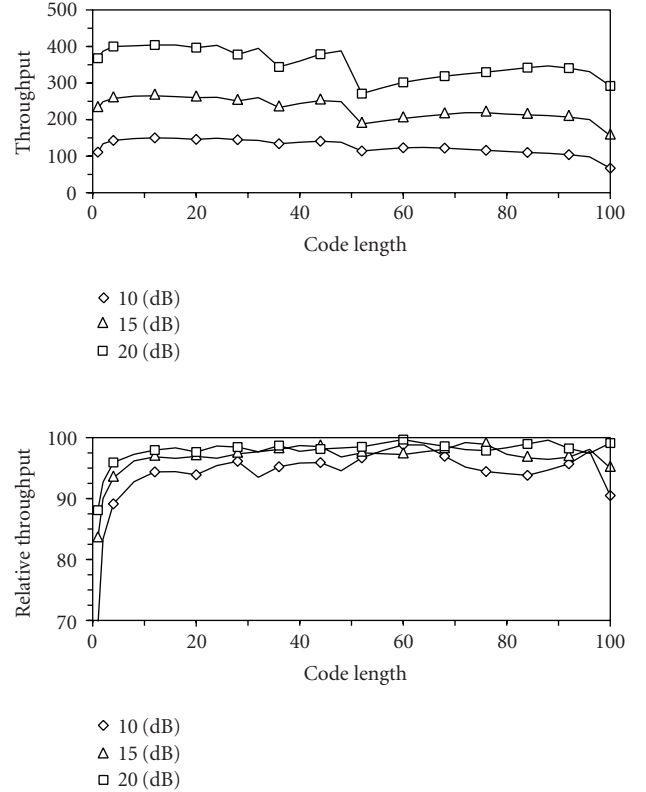 500
400
300
200
100
0
Throughput
0 20 40 60 80 100
Code length
10 (dB)
15 (dB)
20 (dB)
100
90
80
70
Relative throughput
0 20 40 60 80 100
Code length
10 (dB)
15 (dB)
20 (dB)